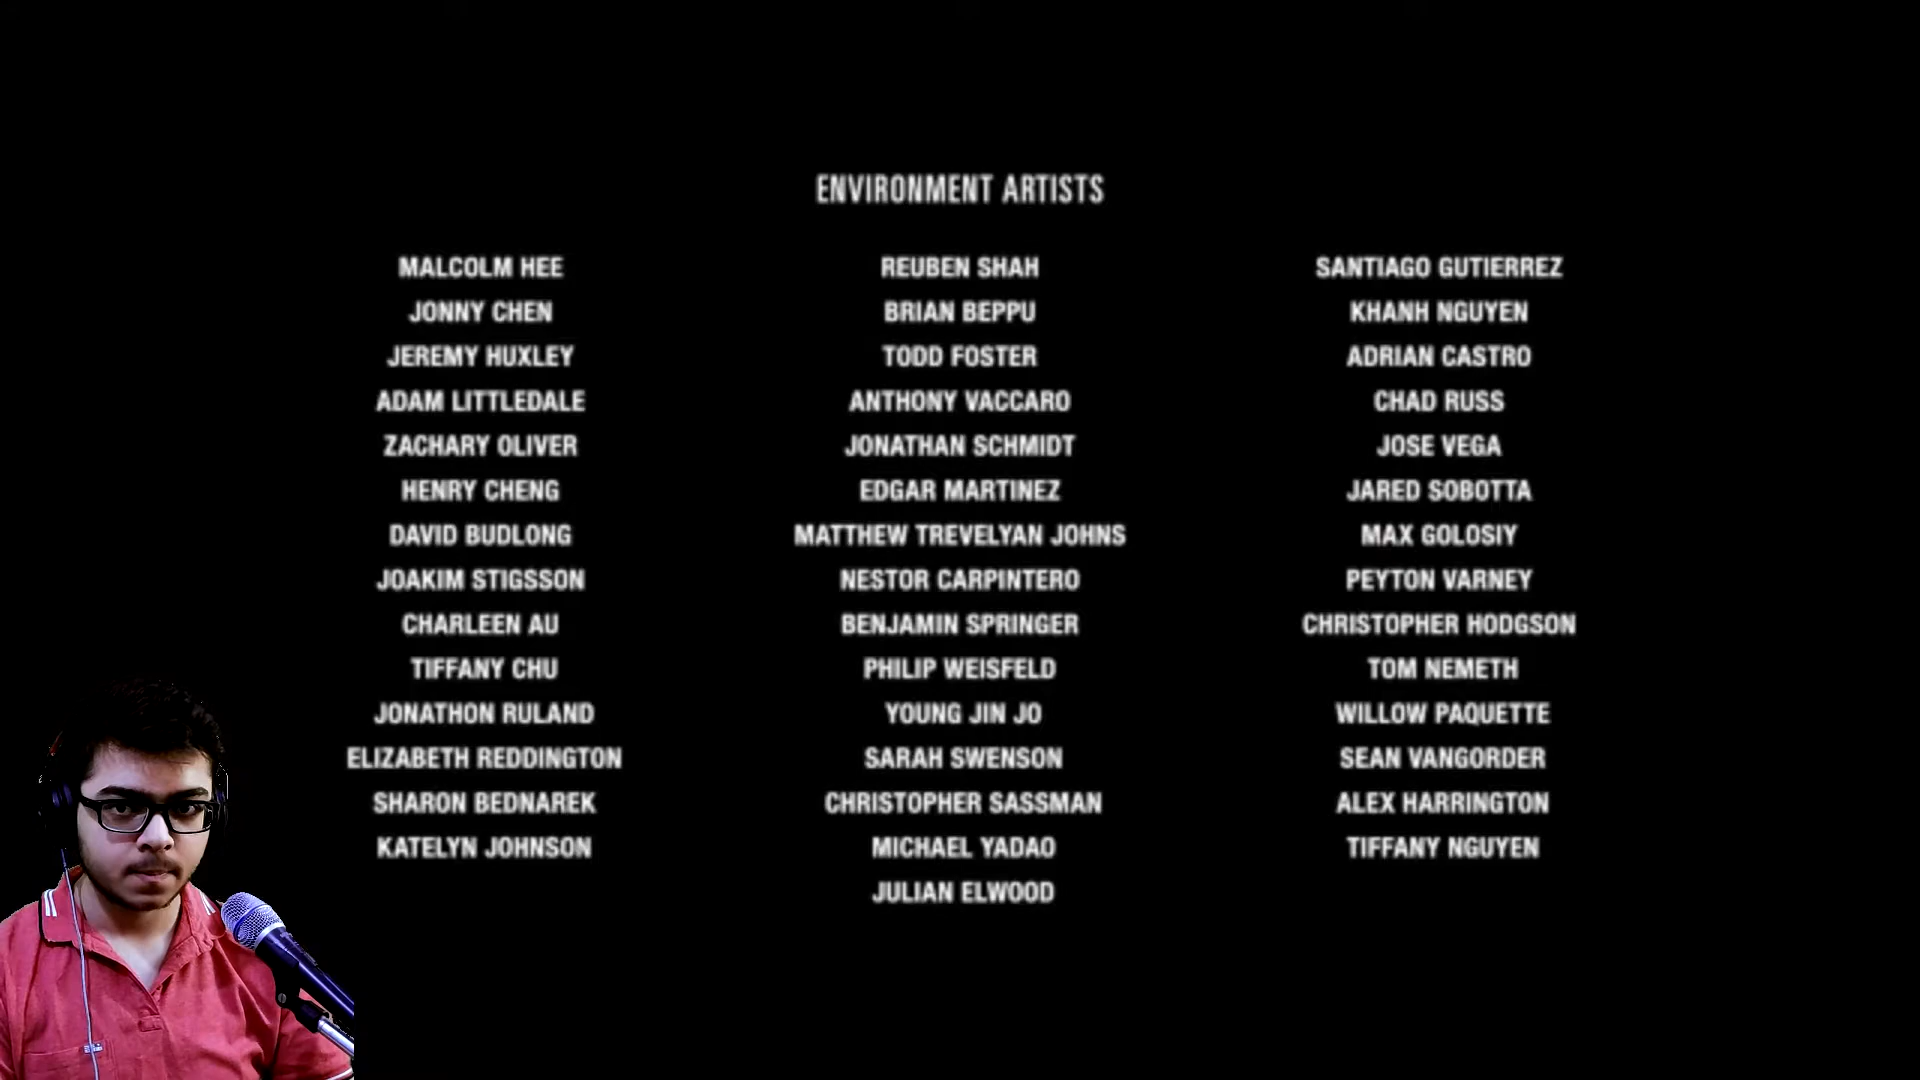 ENVIRONMENT ARTISTS
MALCOLM HEE
JONNY CHEN
JEREMY HUXLEY
ADAM LITTLEDALE
ZACHARY OLIVER
HENRY CHENG
DAVID BUDLONG
JOAKIM STIGSSON
CHARLEEN AU
TIFFANY CHU
JONATHON RULAND
ELIZABETH REDDINGTON
SHARON BEDNAREK
KATELYN JOHNSON
REUBEN SHAH
BRIAN BEPPU
TODD FOSTER
ANTHONY VACCARO
JONATHAN SCHMIDT
EDGAR MARTINEZ
MATTHEW TREVELYAN JOHNS
NESTOR CARPINTERO
BENJAMIN SPRINGER
PHILIP WEISFELD
YOUNG JIN JO
SARAH SWENSON
CHRISTOPHER SASSMAN
MICHAEL YADAO
JULIAN ELWOOD
SANTIAGO GUTIERREZ
KHANH NGUYEN
ADRIAN CASTRO
CHAD RUSS
JOSE VEGA
JARED SOBOTTA
MAX GOLOSIY
PEYTON VARNEY
CHRISTOPHER HODGSON
TOM NEMETH
WILLOW PAQUETTE
SEAN VANGORDER
ALEX HARRINGTON
TIFFANY NGUYEN